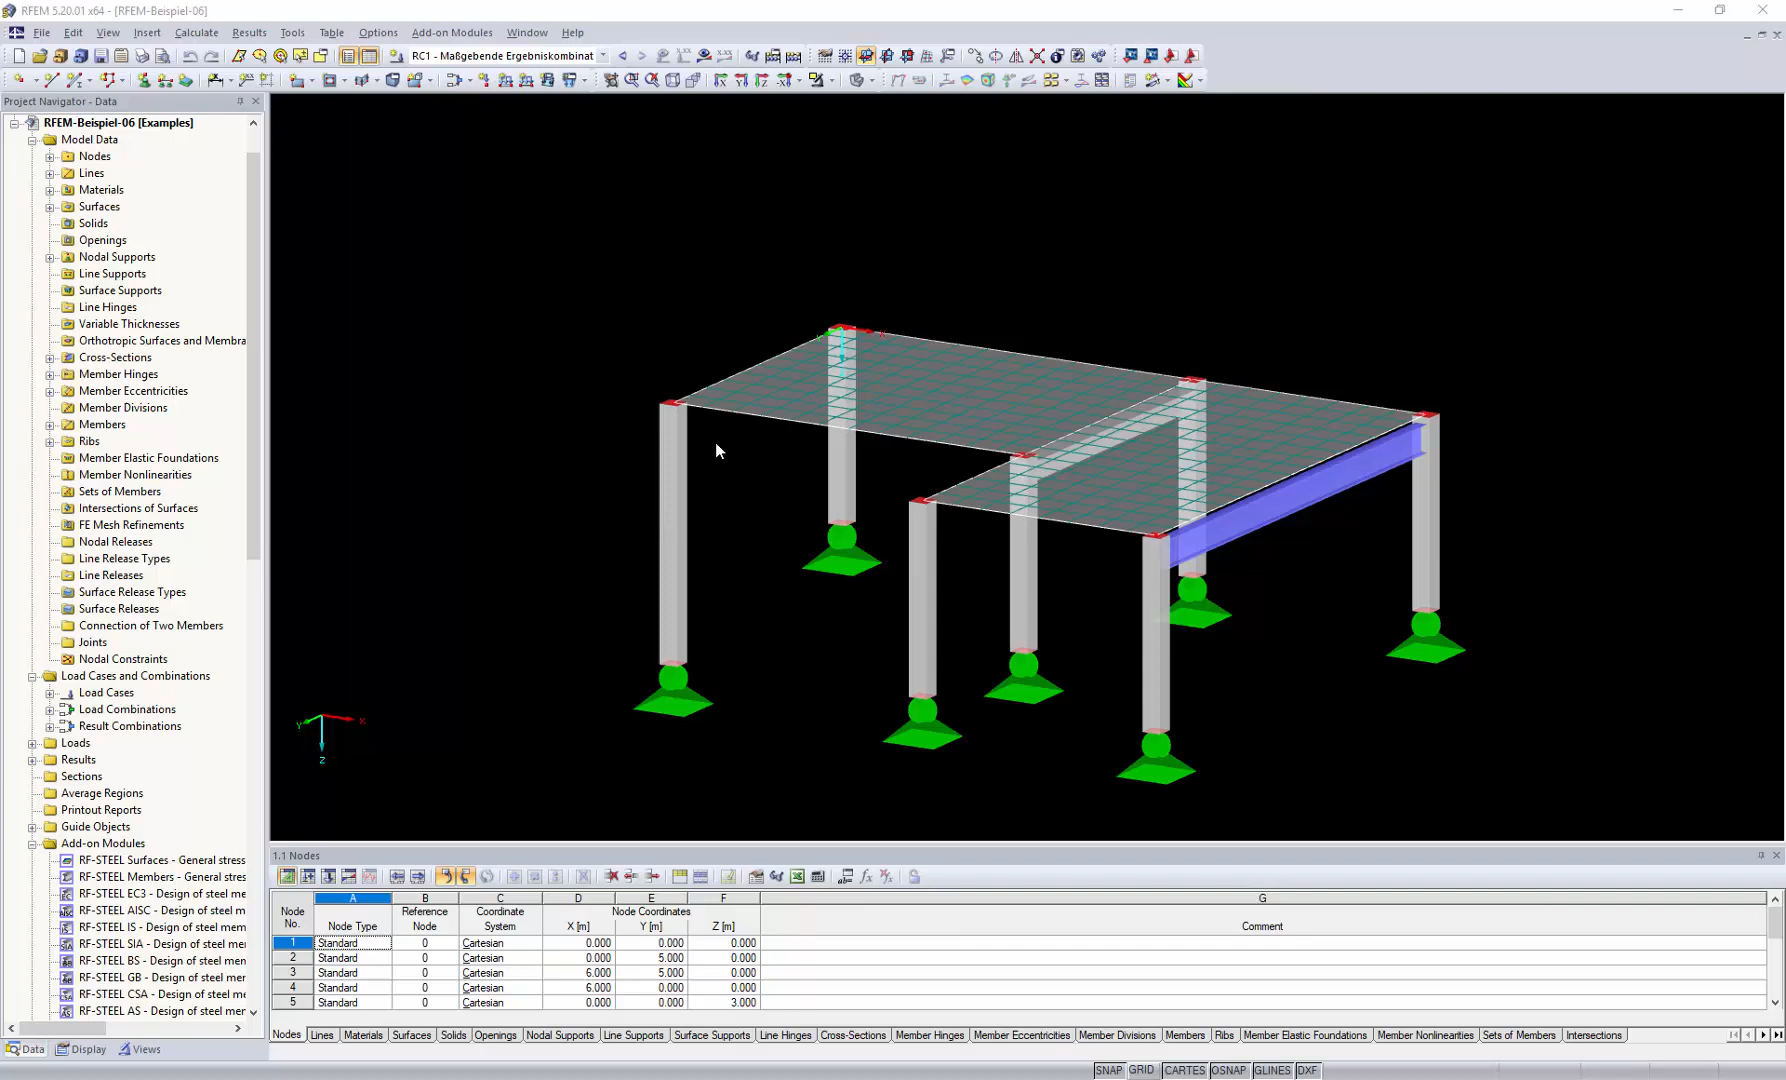 RFEM 5.20.01 x64 - [RFEM-Beispiel-06]
File Edit View Insert Calculate Results Tools Table Options Add-on Modules Window Help
RC1 - Maßgebende Ergebniskombinat
Project Navigator - Data
RFEM-Beispiel-06 [Examples]
Model Data
Nodes
Lines
Materials
Surfaces
Solids
Openings
Nodal Supports
Line Supports
Surface Supports
Line Hinges
Variable Thicknesses
Orthotropic Surfaces and Membra
Cross-Sections
Member Hinges
Member Eccentricities
Member Divisions
Members
Ribs
Member Elastic Foundations
Member Nonlinearities
Sets of Members
Intersections of Surfaces
FE Mesh Refinements
Nodal Releases
Line Release Types
Line Releases
Surface Release Types
Surface Releases
Connection of Two Members
Joints
Nodal Constraints
Load Cases and Combinations
Load Cases
Load Combinations
Result Combinations
Loads
Results
Sections
Average Regions
Printout Reports
Guide Objects
Add-on Modules
RF-STEEL Surfaces - General stress
RF-STEEL Members - General stress
RF-STEEL EC3 - Design of steel me
RF-STEEL AISC - Design of steel m
RF-STEEL IS - Design of steel mem
RF-STEEL SIA - Design of steel mer
RF-STEEL BS - Design of steel mem
RF-STEEL GB - Design of steel mer
RF-STEEL CSA - Design of steel me
RF-STEEL AS - Design of steel mem
Data Display Views
X
Y
Z
1.1 Nodes
A B C D E F G
Node Reference Coordinate Node Coordinates
No. Node Type Node System X [m] Y [m] Z [m] Comment
1 Standard 0 Cartesian 0.000 0.000 0.000
2 Standard 0 Cartesian 0.000 5.000 0.000
3 Standard 0 Cartesian 6.000 5.000 0.000
4 Standard 0 Cartesian 6.000 0.000 0.000
5 Standard 0 Cartesian 0.000 0.000 3.000
Nodes Lines Materials Surfaces Solids Openings Nodal Supports Line Supports Surface Supports Line Hinges Cross-Sections Member Hinges Member Eccentricities Member Divisions Members Ribs Member Elastic Foundations Member Nonlinearities Sets of Members Intersections
SNAP GRID CARTES OSNAP GLINES DXF